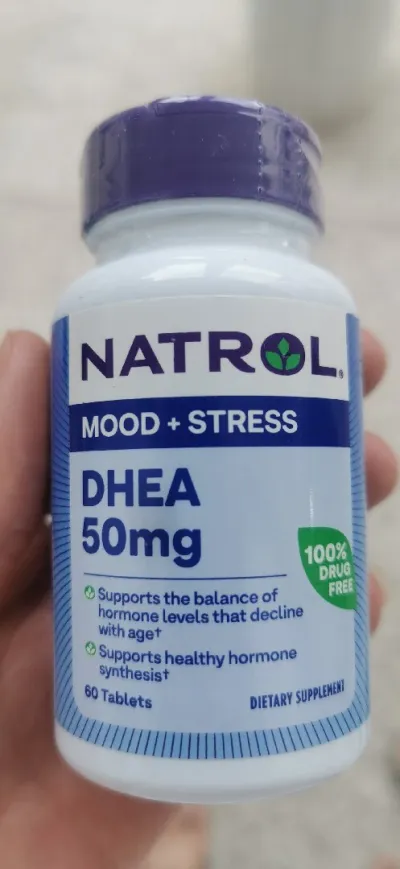 NATROL®
MOOD + STRESS
DHEA
50mg
100%
DRUG
FREE
Supports the balance of
hormone levels that decline
with age†
Supports healthy hormone
synthesis†
60 Tablets
DIETARY SUPPLEMENT